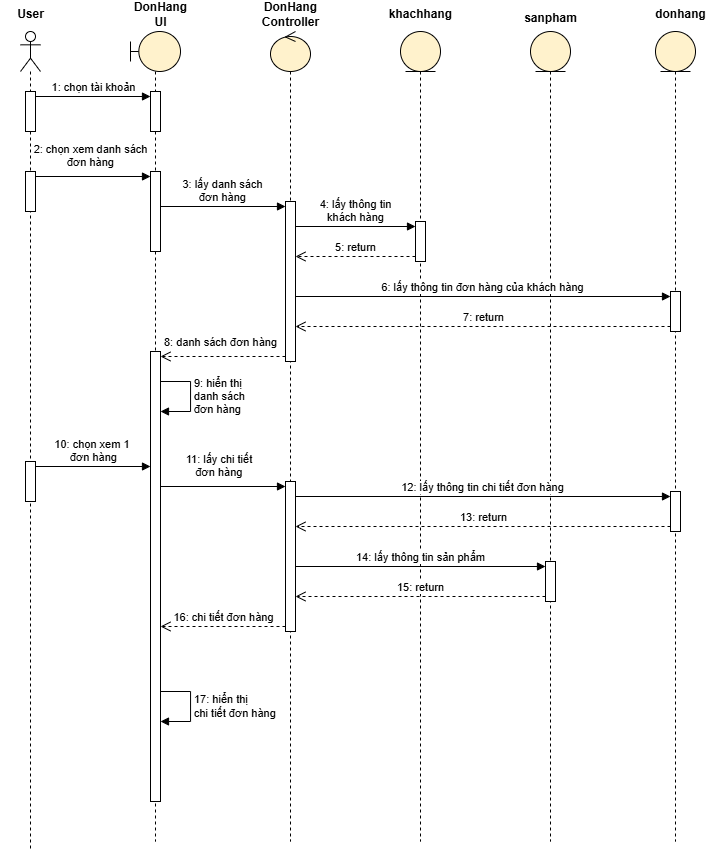 User
DonHang
UI
DonHang
Controller
khachhang
sanpham
donhang
1: chọn tài khoản
2: chọn xem danh sách
đơn hàng
3: lấy danh sách
đơn hàng
4: lấy thông tin
khách hàng
5: return
6: lấy thông tin đơn hàng của khách hàng
7: return
8: danh sách đơn hàng
9: hiển thị
danh sách
đơn hàng
10: chọn xem 1
đơn hàng
11: lấy chi tiết
đơn hàng
12: lấy thông tin chi tiết đơn hàng
13: return
14: lấy thông tin sản phẩm
15: return
16: chi tiết đơn hàng
17: hiển thị
chi tiết đơn hàng